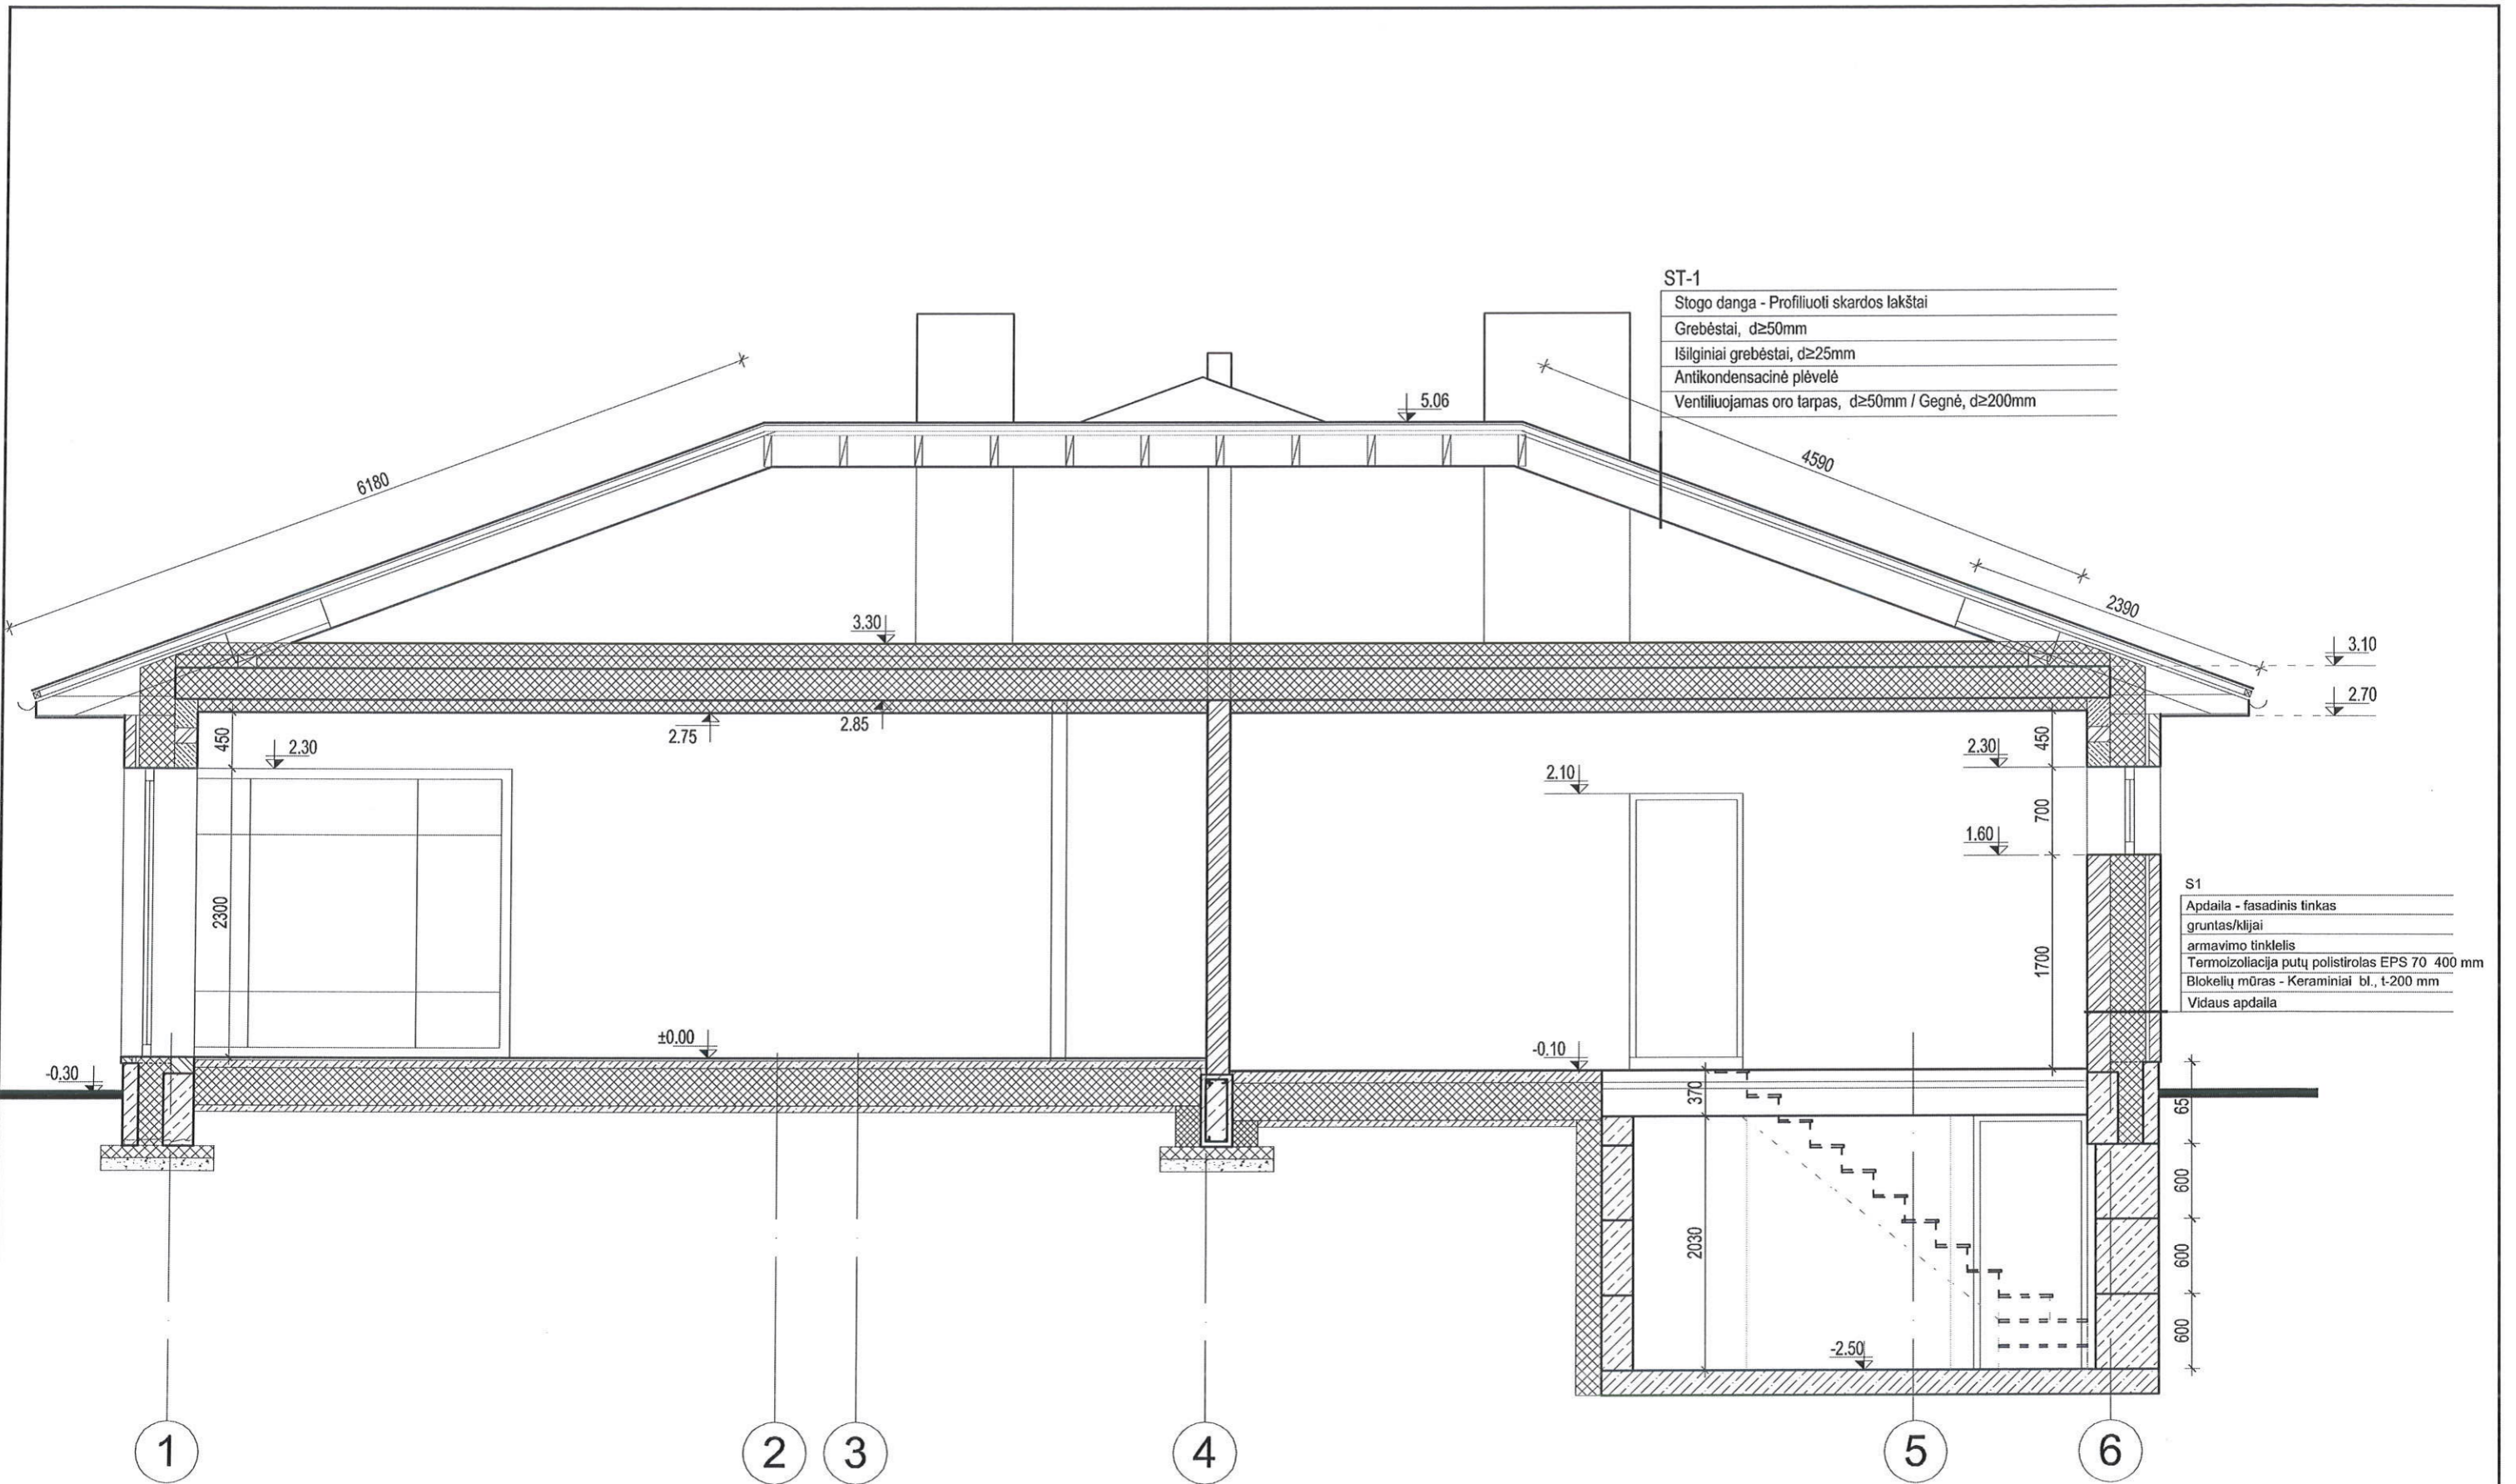 ST-1
Stogo danga - Profiliuoti skardos lakštai
Grebėstai, d≥50mm
Išilginiai grebėstai, d≥25mm
Antikondensacinė plėvelė
Ventiliuojamas oro tarpas, d≥50mm / Gegnė, d≥200mm
5.06
6180
4590
2390
3.30
3.10
2.70
2.75
2.85
450
2.30
2.30
450
2.10
700
1.60
2300
1700
S1
Apdaila - fasadinis tinkas
gruntas/klijai
armavimo tinklelis
Termoizoliacija putų polistirolas EPS 70 400 mm
Blokelių mūras - Keraminiai bl., t-200 mm
Vidaus apdaila
±0.00
-0.10
-0.30
370
600
2030
600
600
-2.50
1
2
3
4
5
6